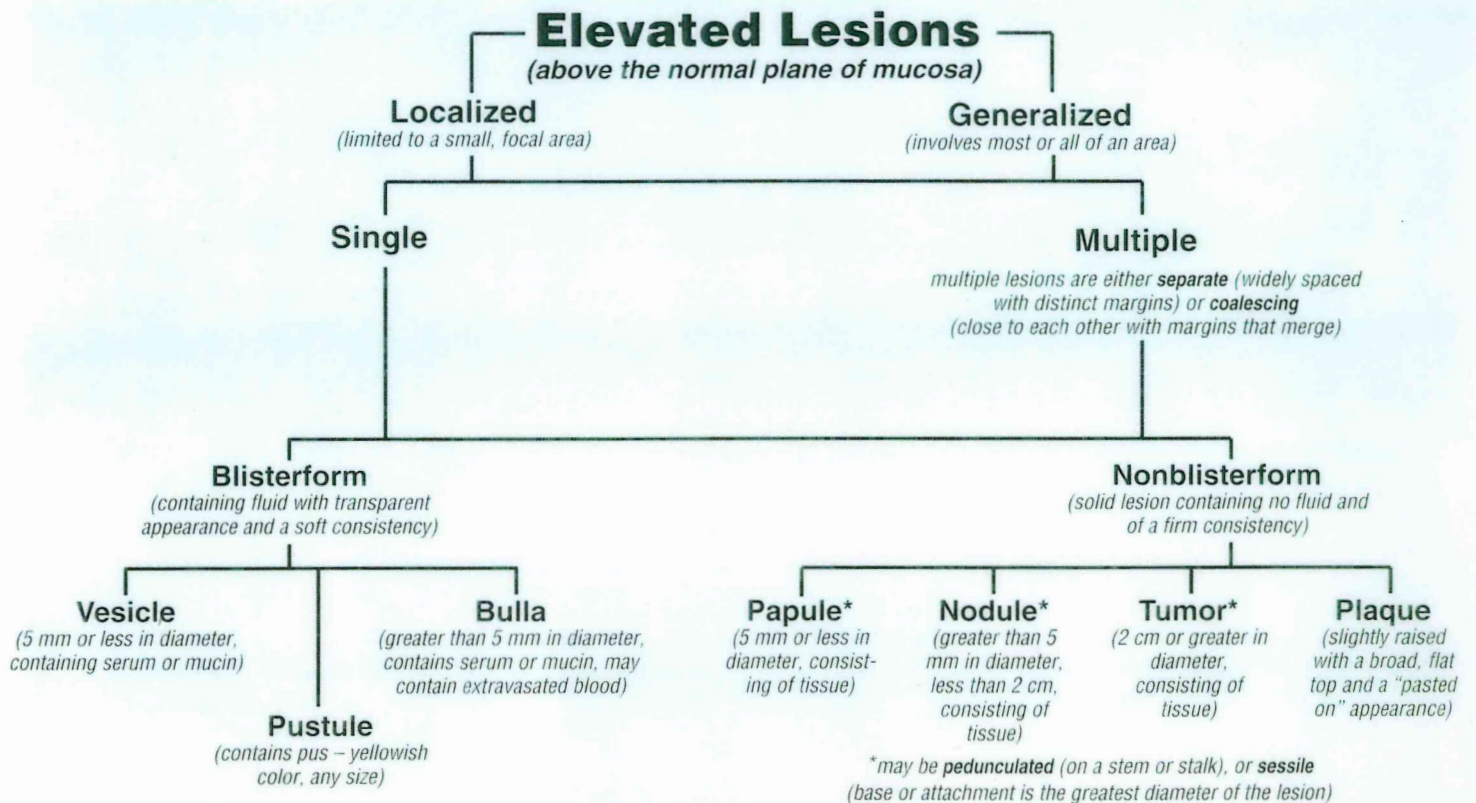 Elevated Lesions
(above the normal plane of mucosa)
Localized
(limited to a small, focal area)
Generalized
(involves most or all of an area)
Single
Multiple
multiple lesions are either separate (widely spaced
with distinct margins) or coalescing
(close to each other with margins that merge)
Blisterform
(containing fluid with transparent
appearance and a soft consistency)
Nonblisterform
(solid lesion containing no fluid and
of a firm consistency)
Vesicle
(5 mm or less in diameter,
containing serum or mucin)
Pustule
(contains pus – yellowish
color, any size)
Bulla
(greater than 5 mm in diameter,
contains serum or mucin, may
contain extravasated blood)
Papule*
(5 mm or less in
diameter, consist-
ing of tissue)
Nodule*
(greater than 5
mm in diameter,
less than 2 cm,
consisting of
tissue)
Tumor*
(2 cm or greater in
diameter,
consisting of
tissue)
Plaque
(slightly raised
with a broad, flat
top and a “pasted
on” appearance)
*may be pedunculated (on a stem or stalk), or sessile
(base or attachment is the greatest diameter of the lesion)